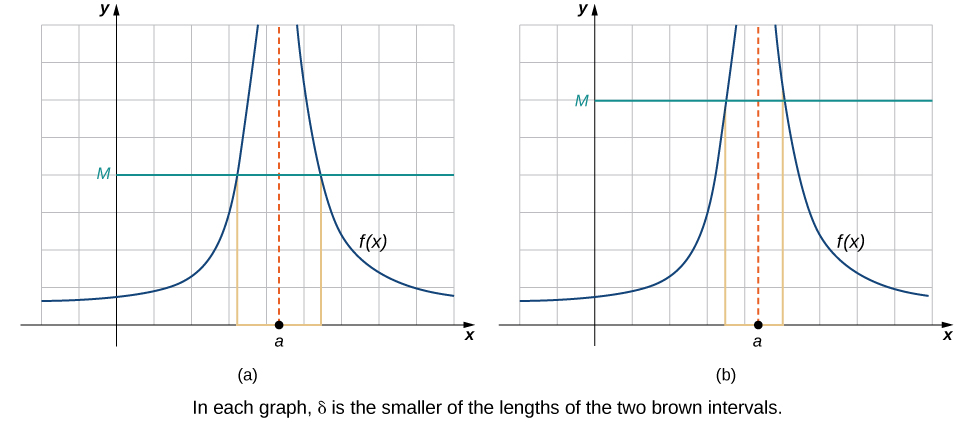 y
M
f(x)
a
x
(a)
y
M
f(x)
a
x
(b)
In each graph, δ is the smaller of the lengths of the two brown intervals.